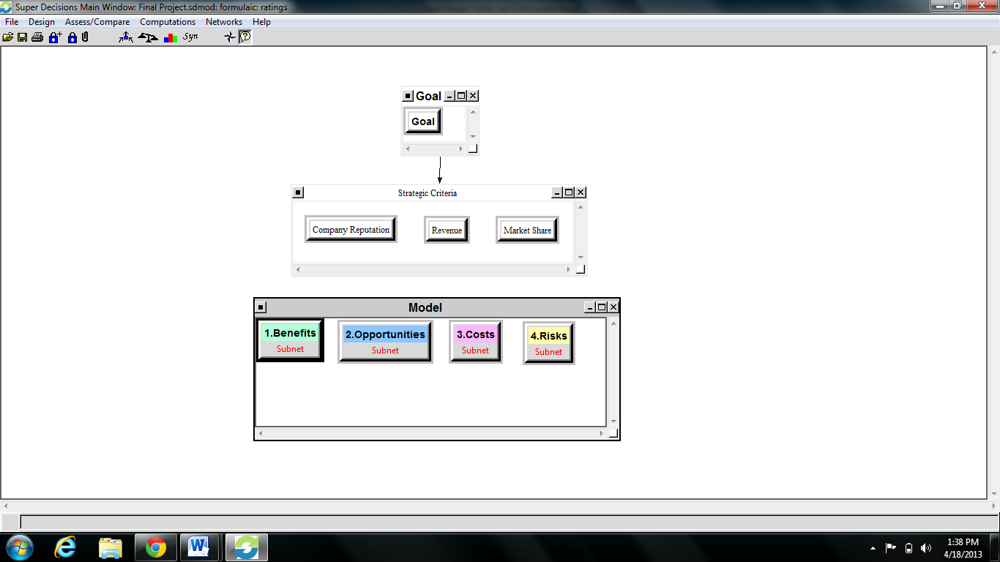 Super Decisions Main Window: Final Project.sdmod: formulaic: ratings
File Design Assess/Compare Computations Networks Help
Syn
Goal
Goal
Strategic Criteria
Company Reputation Revenue Market Share
Model
1.Benefits 2.Opportunities 3.Costs 4.Risks
Subnet Subnet Subnet Subnet
1:38 PM
4/18/2013